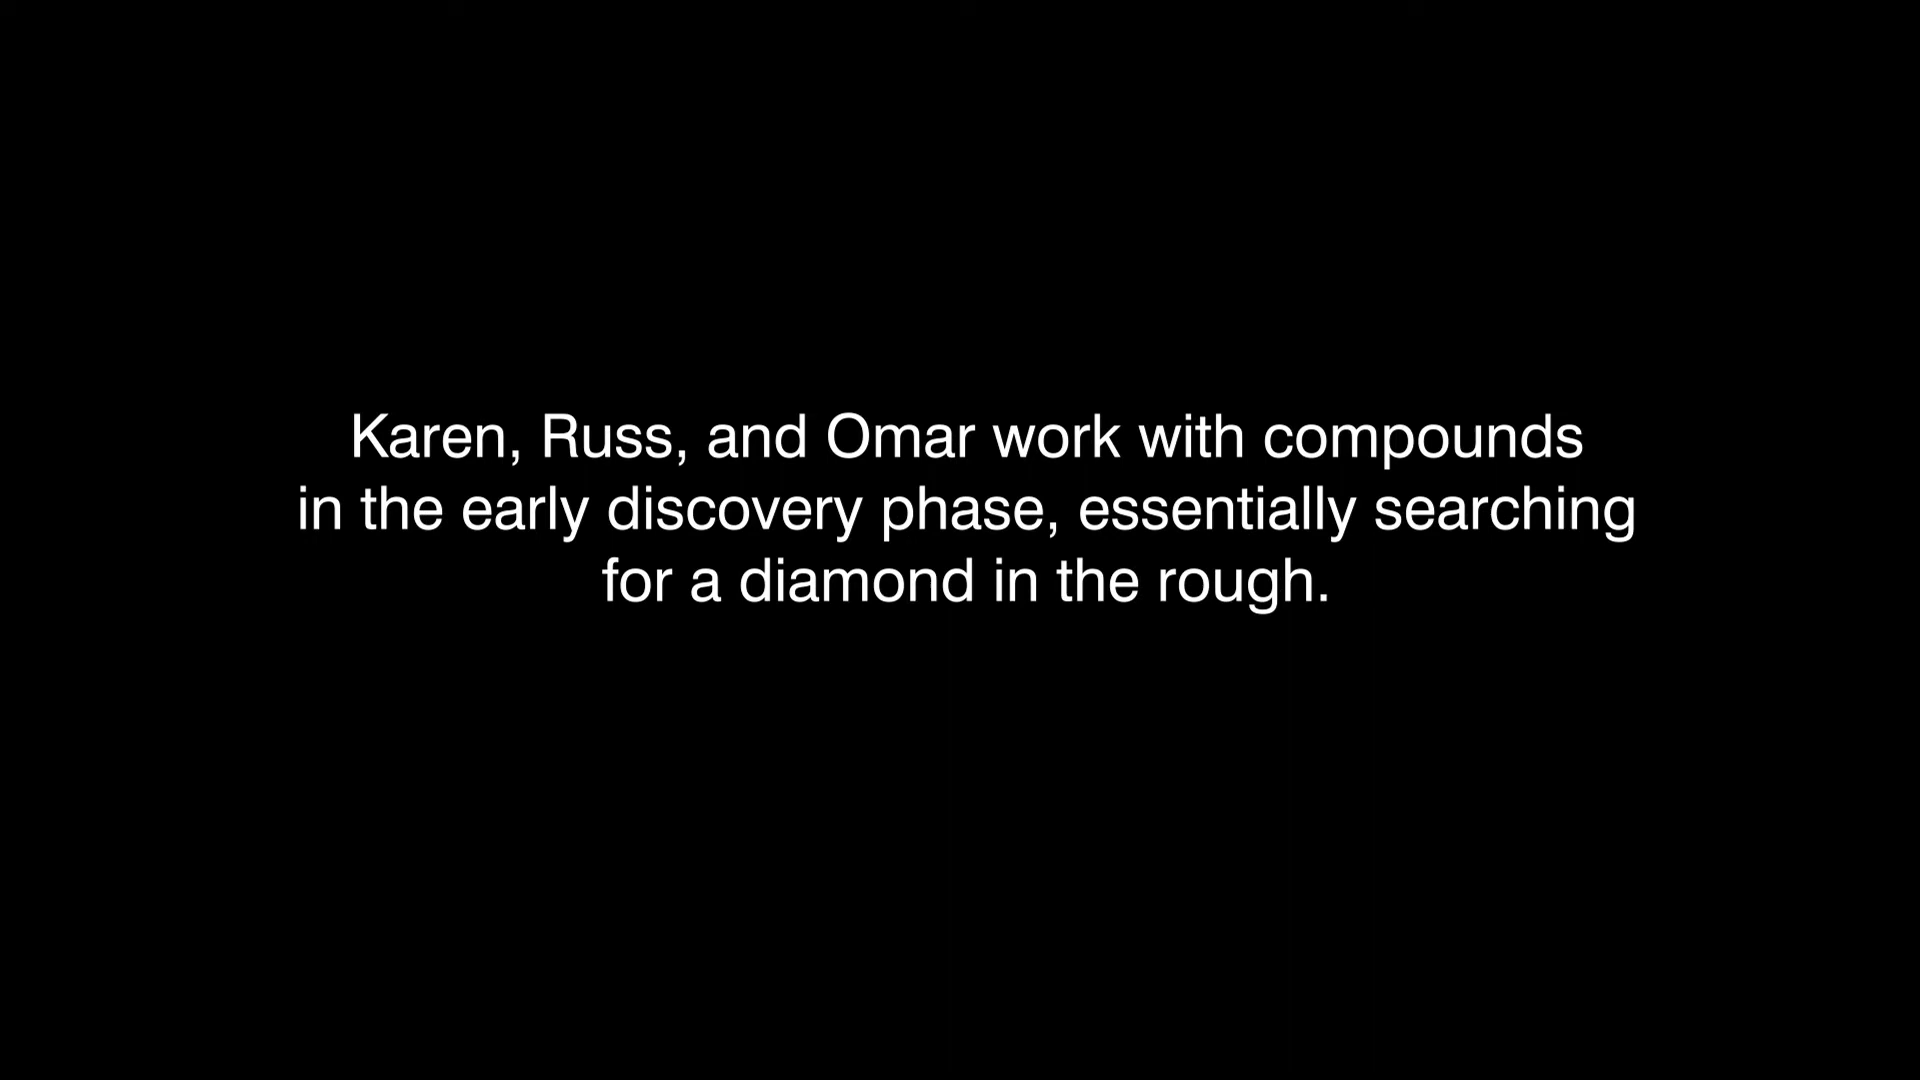 Karen, Russ, and Omar work with compounds
in the early discovery phase, essentially searching
for a diamond in the rough.